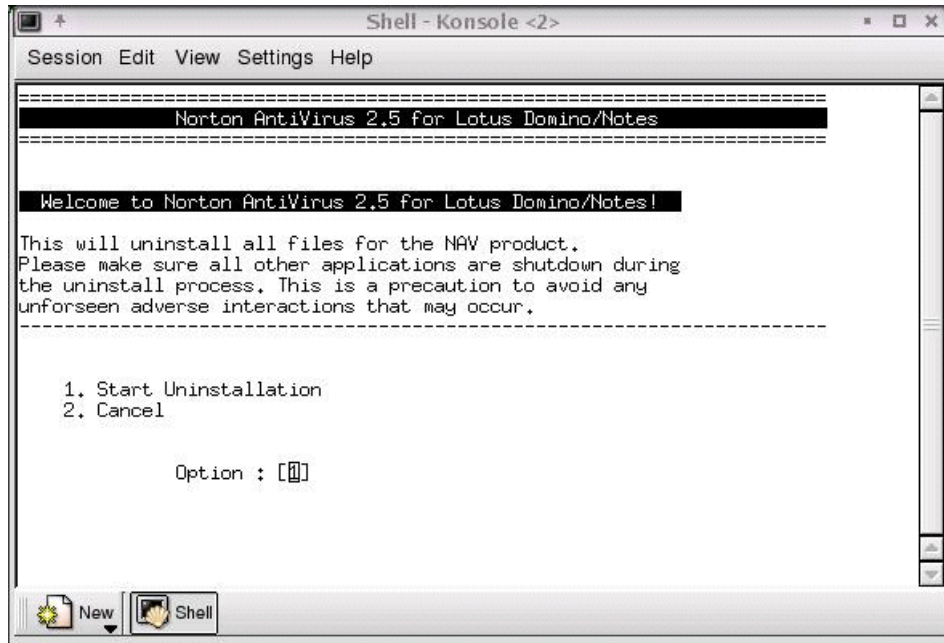 Shell - Konsole <2>
Session Edit View Settings Help
========================================================================
Norton AntiVirus 2.5 for Lotus Domino/Notes
========================================================================
Welcome to Norton AntiVirus 2.5 for Lotus Domino/Notes!
This will uninstall all files for the NAV product.
Please make sure all other applications are shutdown during
the uninstall process. This is a precaution to avoid any
unforseen adverse interactions that may occur.
------------------------------------------------------------------------
1. Start Uninstallation
2. Cancel
Option : [1]
New Shell